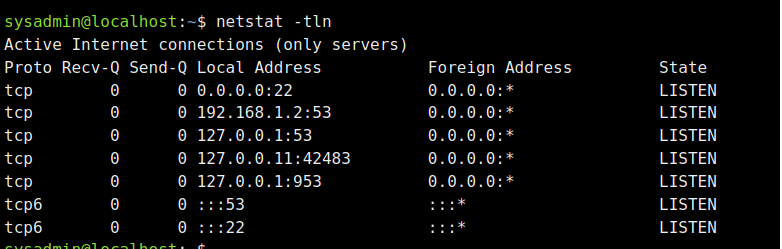 sysadmin@localhost:~$ netstat -tln
Active Internet connections (only servers)
Proto Recv-Q Send-Q Local Address           Foreign Address         State
tcp        0      0 0.0.0.0:22              0.0.0.0:*               LISTEN
tcp        0      0 192.168.1.2:53          0.0.0.0:*               LISTEN
tcp        0      0 127.0.0.1:53            0.0.0.0:*               LISTEN
tcp        0      0 127.0.0.11:42483        0.0.0.0:*               LISTEN
tcp        0      0 127.0.0.1:953           0.0.0.0:*               LISTEN
tcp6       0      0 :::53                   :::*                    LISTEN
tcp6       0      0 :::22                   :::*                    LISTEN
sysadmin@localhost: